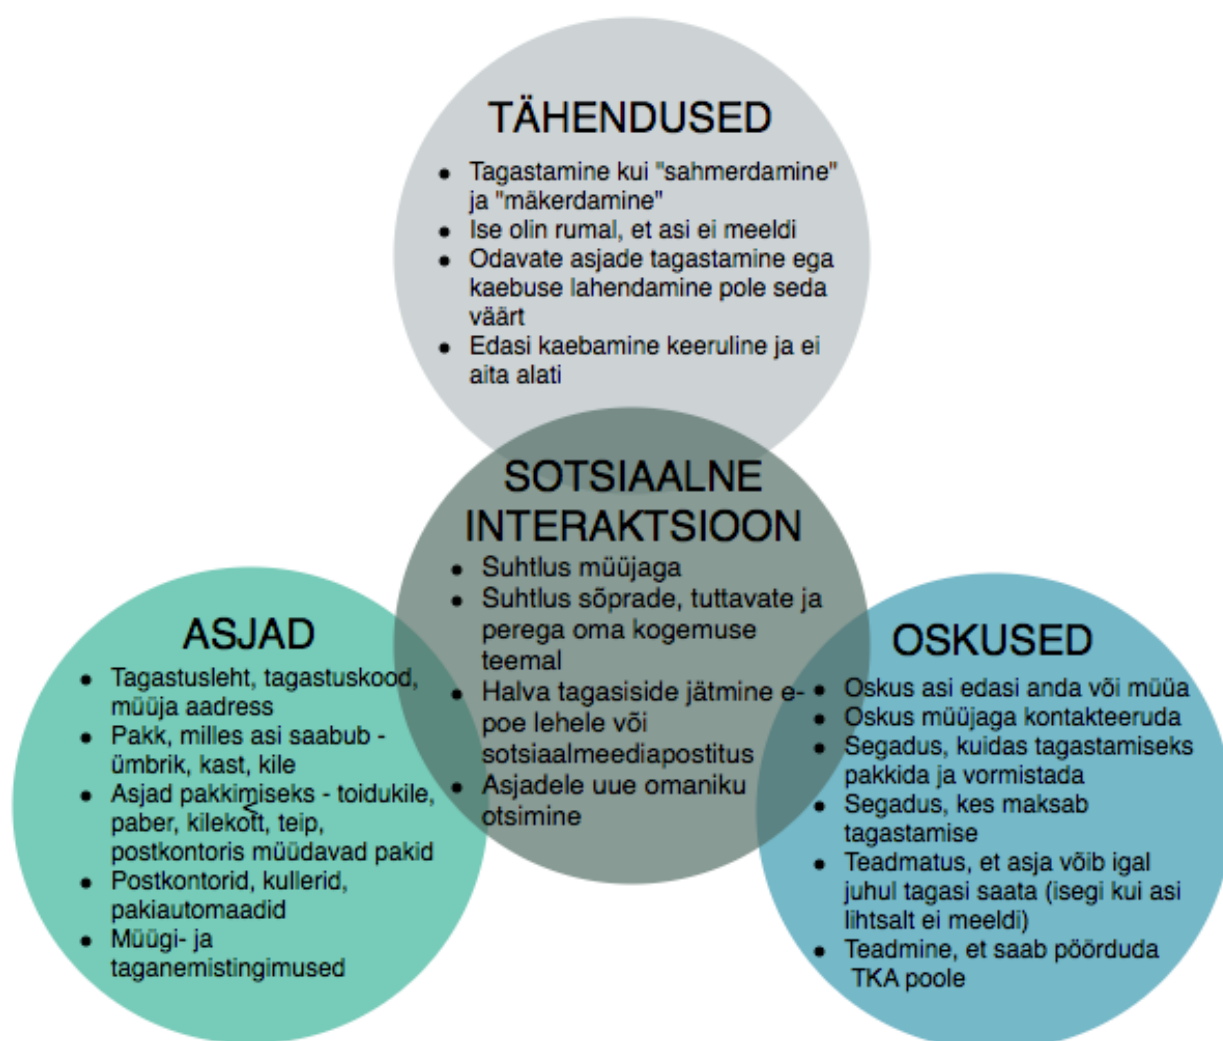 TÄHENDUSED
• Tagastamine kui "sahmerdamine"
ja "mäkerdamine"
• Ise olin rumal, et asi ei meeldi
• Odavate asjade tagastamine ega
kaebuse lahendamine pole seda
väärt
• Edasi kaebamine keeruline ja ei
aita alati
SOTSIAALNE
INTERAKTSIOON
• Suhtlus müüjaga
• Suhtlus sõprade, tuttavate ja
perega oma kogemuse
teemal
• Halva tagasiside jätmine e-
poe lehele või
sotsiaalmeediapostitus
• Asjadele uue omaniku
otsimine
ASJAD
• Tagastusleht, tagastuskood,
müüja aadress
• Pakk, milles asi saabub -
ümbrik, kast, kile
• Asjad pakkimiseks - toidukile,
paber, kilekott, teip,
postkontoris müüdavad pakid
• Postkontorid, kullerid,
pakiautomaadid
• Müügi- ja
taganemistingimused
OSKUSED
• Oskus asi edasi anda või müüa
• Oskus müüjaga kontakteeruda
• Segadus, kuidas tagastamiseks
pakkida ja vormistada
• Segadus, kes maksab
tagastamise
• Teadmatus, et asja võib igal
juhul tagasi saata (isegi kui asi
lihtsalt ei meeldi)
• Teadmine, et saab pöörduda
TKA poole